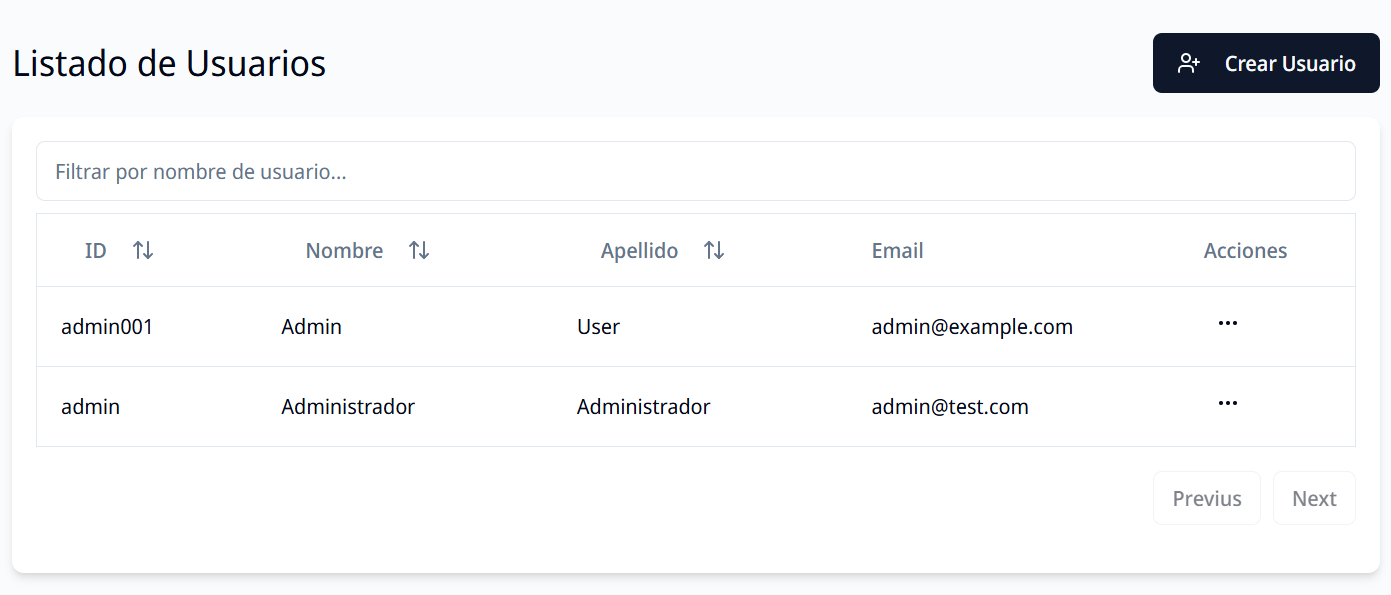 Listado de Usuarios
Crear Usuario
Filtrar por nombre de usuario...
ID Nombre Apellido Email Acciones
admin001 Admin User admin@example.com ...
admin Administrador Administrador admin@test.com ...
Previus Next